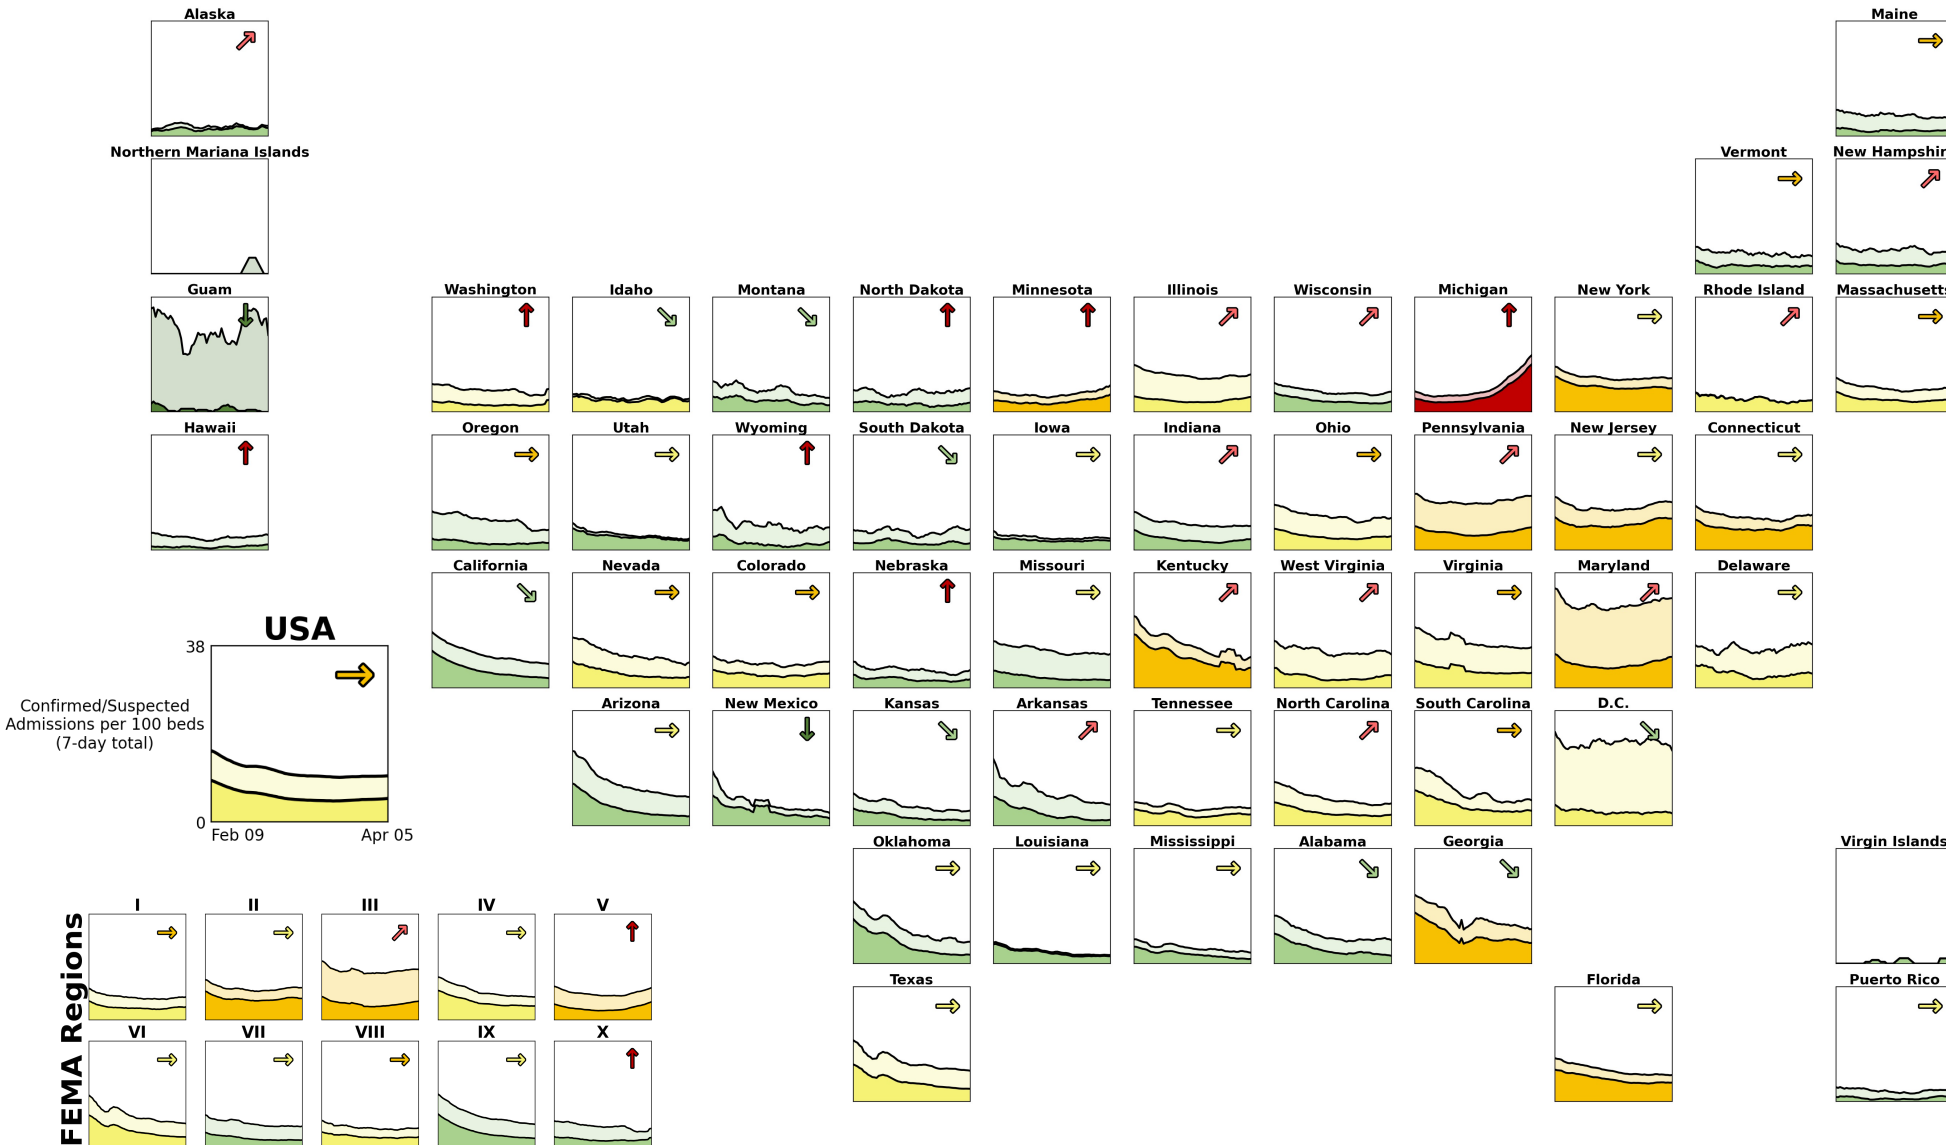 Alaska
Maine
Northern Mariana Islands
Vermont
New Hampshir
Guam
Washington
Idaho
Montana
North Dakota
Minnesota
Illinois
Wisconsin
Michigan
New York
Rhode Island
Massachusetts
Hawaii
Oregon
Utah
Wyoming
South Dakota
Iowa
Indiana
Ohio
Pennsylvania
New Jersey
Connecticut
California
Nevada
Colorado
Nebraska
Missouri
Kentucky
West Virginia
Virginia
Maryland
Delaware
USA
38
Confirmed/Suspected
Admissions per 100 beds
(7-day total)
0
Feb 09
Apr 05
Arizona
New Mexico
Kansas
Arkansas
Tennessee
North Carolina
South Carolina
D.C.
Oklahoma
Louisiana
Mississippi
Alabama
Georgia
Virgin Islands
Texas
Florida
Puerto Rico
FEMA Regions
I
II
III
IV
V
VI
VII
VIII
IX
X